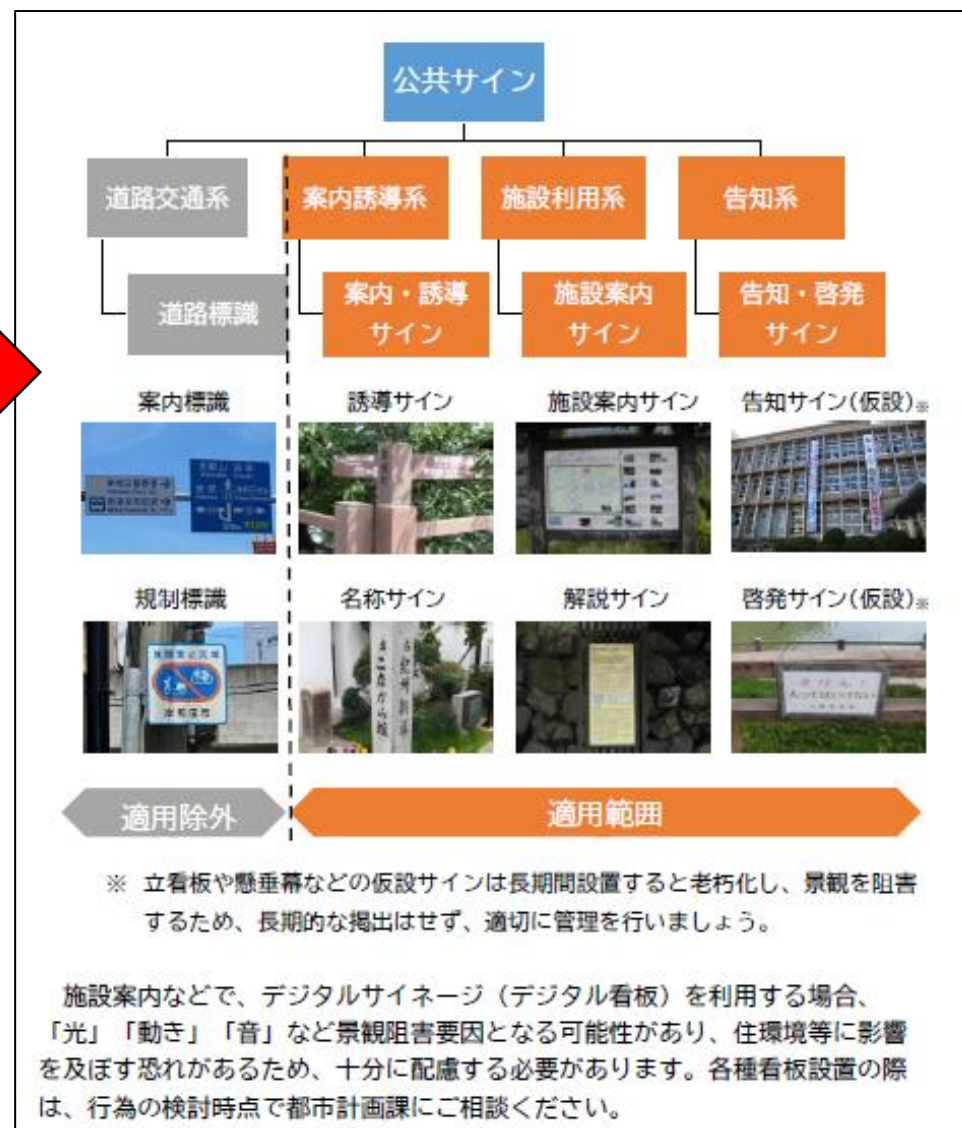 公共サイン
道路交通系
案内誘導系
施設利用系
告知系
道路標識
案内・誘導
サイン
施設案内
サイン
告知・啓発
サイン
案内標識
誘導サイン
施設案内サイン
告知サイン(仮設)※
規制標識
名称サイン
解説サイン
啓発サイン(仮設)※
岸和田市
適用除外
適用範囲
※ 立看板や懸垂幕などの仮設サインは長期間設置すると老朽化し、景観を阻害
するため、長期的な掲出はせず、適切に管理を行いましょう。
施設案内などで、デジタルサイネージ（デジタル看板）を利用する場合、
「光」「動き」「音」など景観阻害要因となる可能性があり、住環境等に影響
を及ぼす恐れがあるため、十分に配慮する必要があります。各種看板設置の際
は、行為の検討時点で都市計画課にご相談ください。